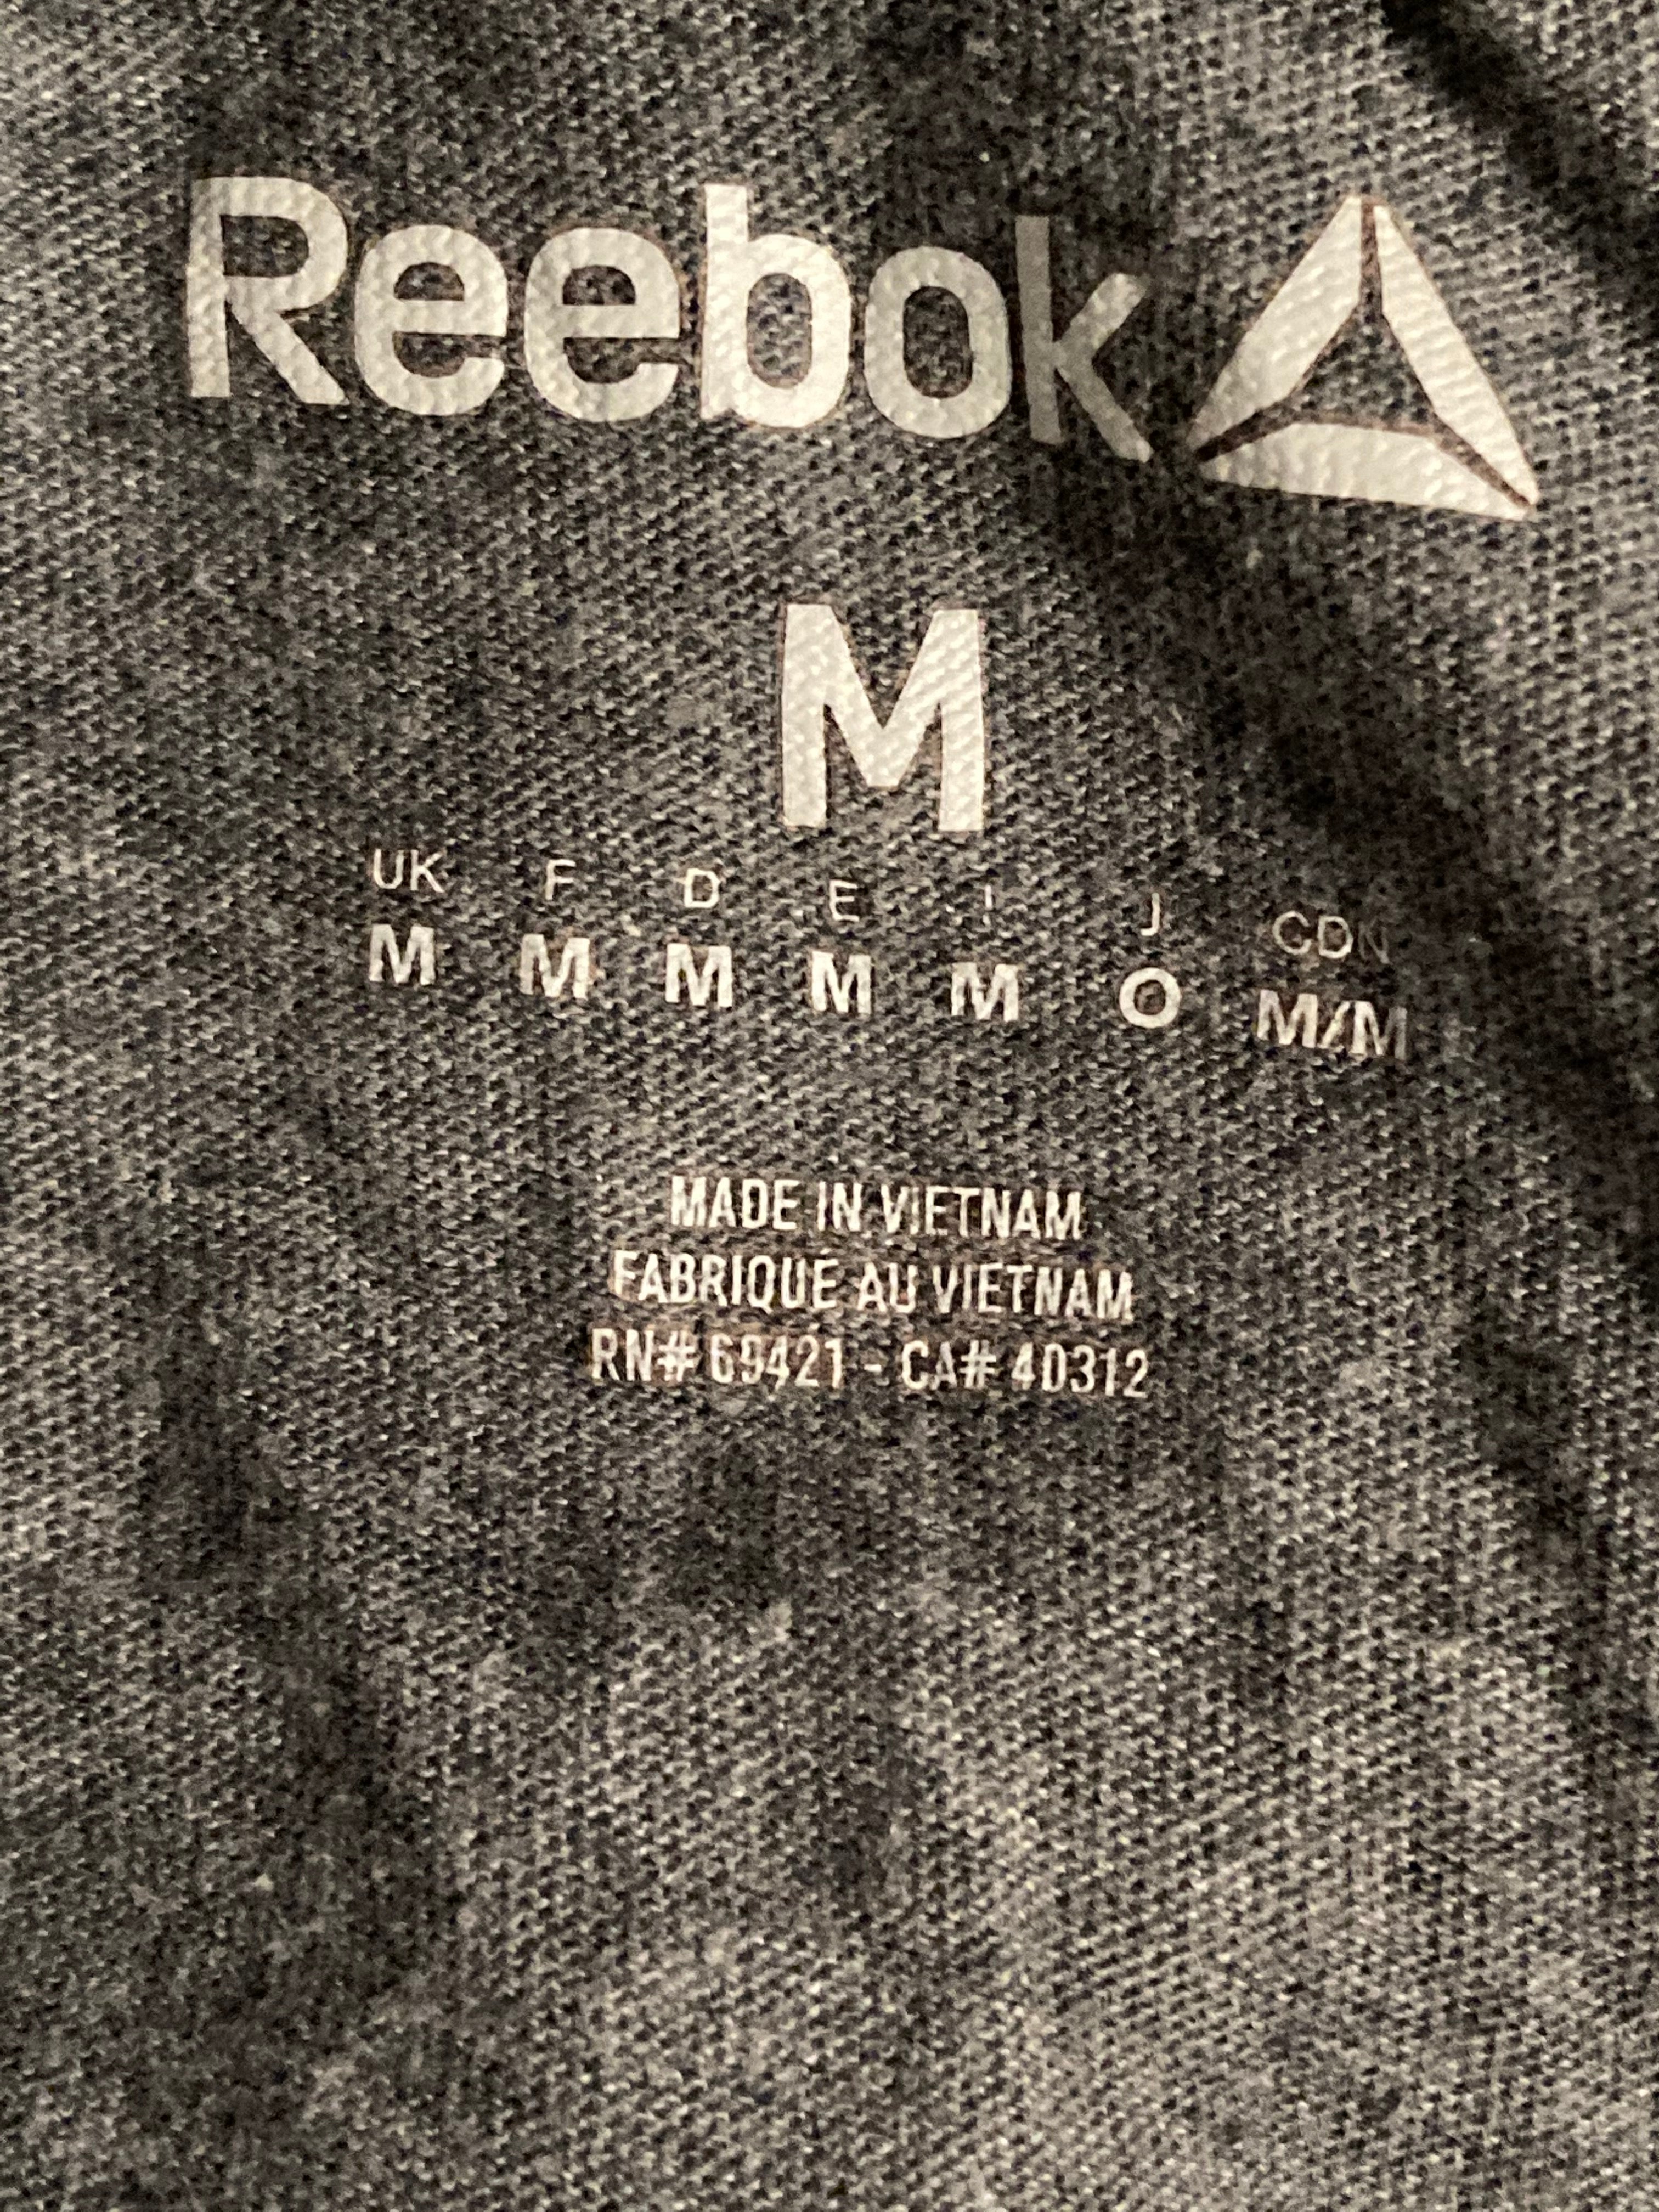 Reebok
M
UK F D E I J CDN
M M M M M O M/M
MADE IN VIETNAM
FABRIQUE AU VIETNAM
RN# 69421 - CA# 40312